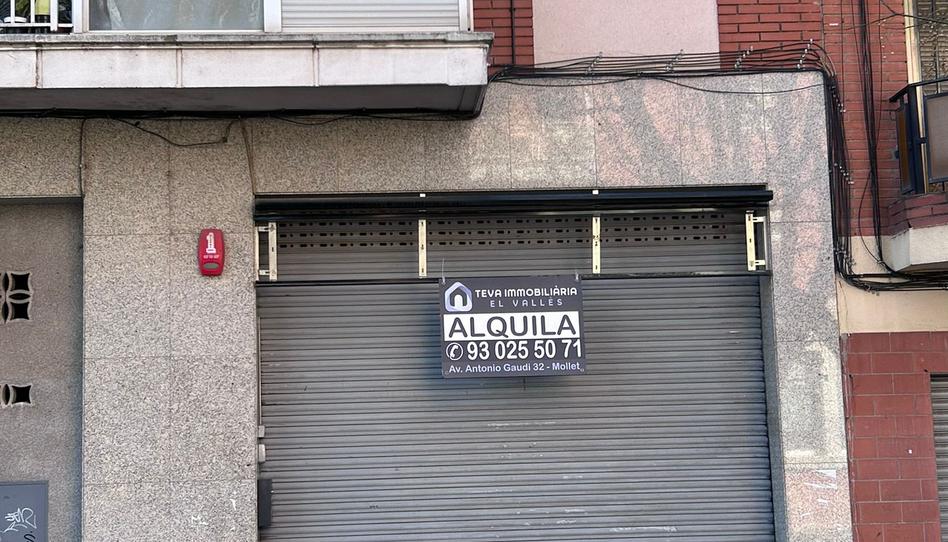 TEVA IMMOBILIÀRIA
EL VALLÈS
ALQUILA
93 025 50 71
Av. Antonio Gaudi 32 - Mollet